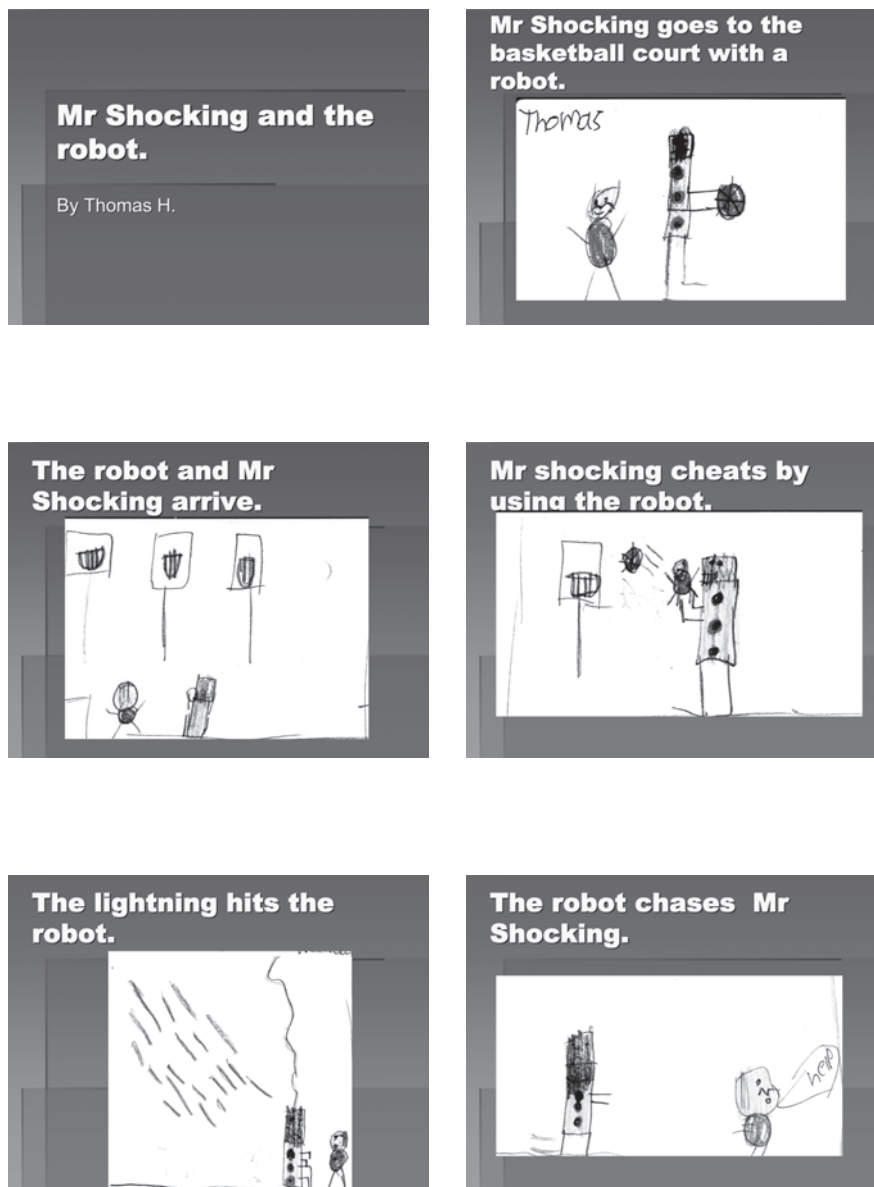 Mr Shocking and the
robot.
By Thomas H.
Mr Shocking goes to the
basketball court with a
robot.
Thomas
The robot and Mr
Shocking arrive.
Mr shocking cheats by
using the robot.
The lightning hits the
robot.
The robot chases Mr
Shocking.
help